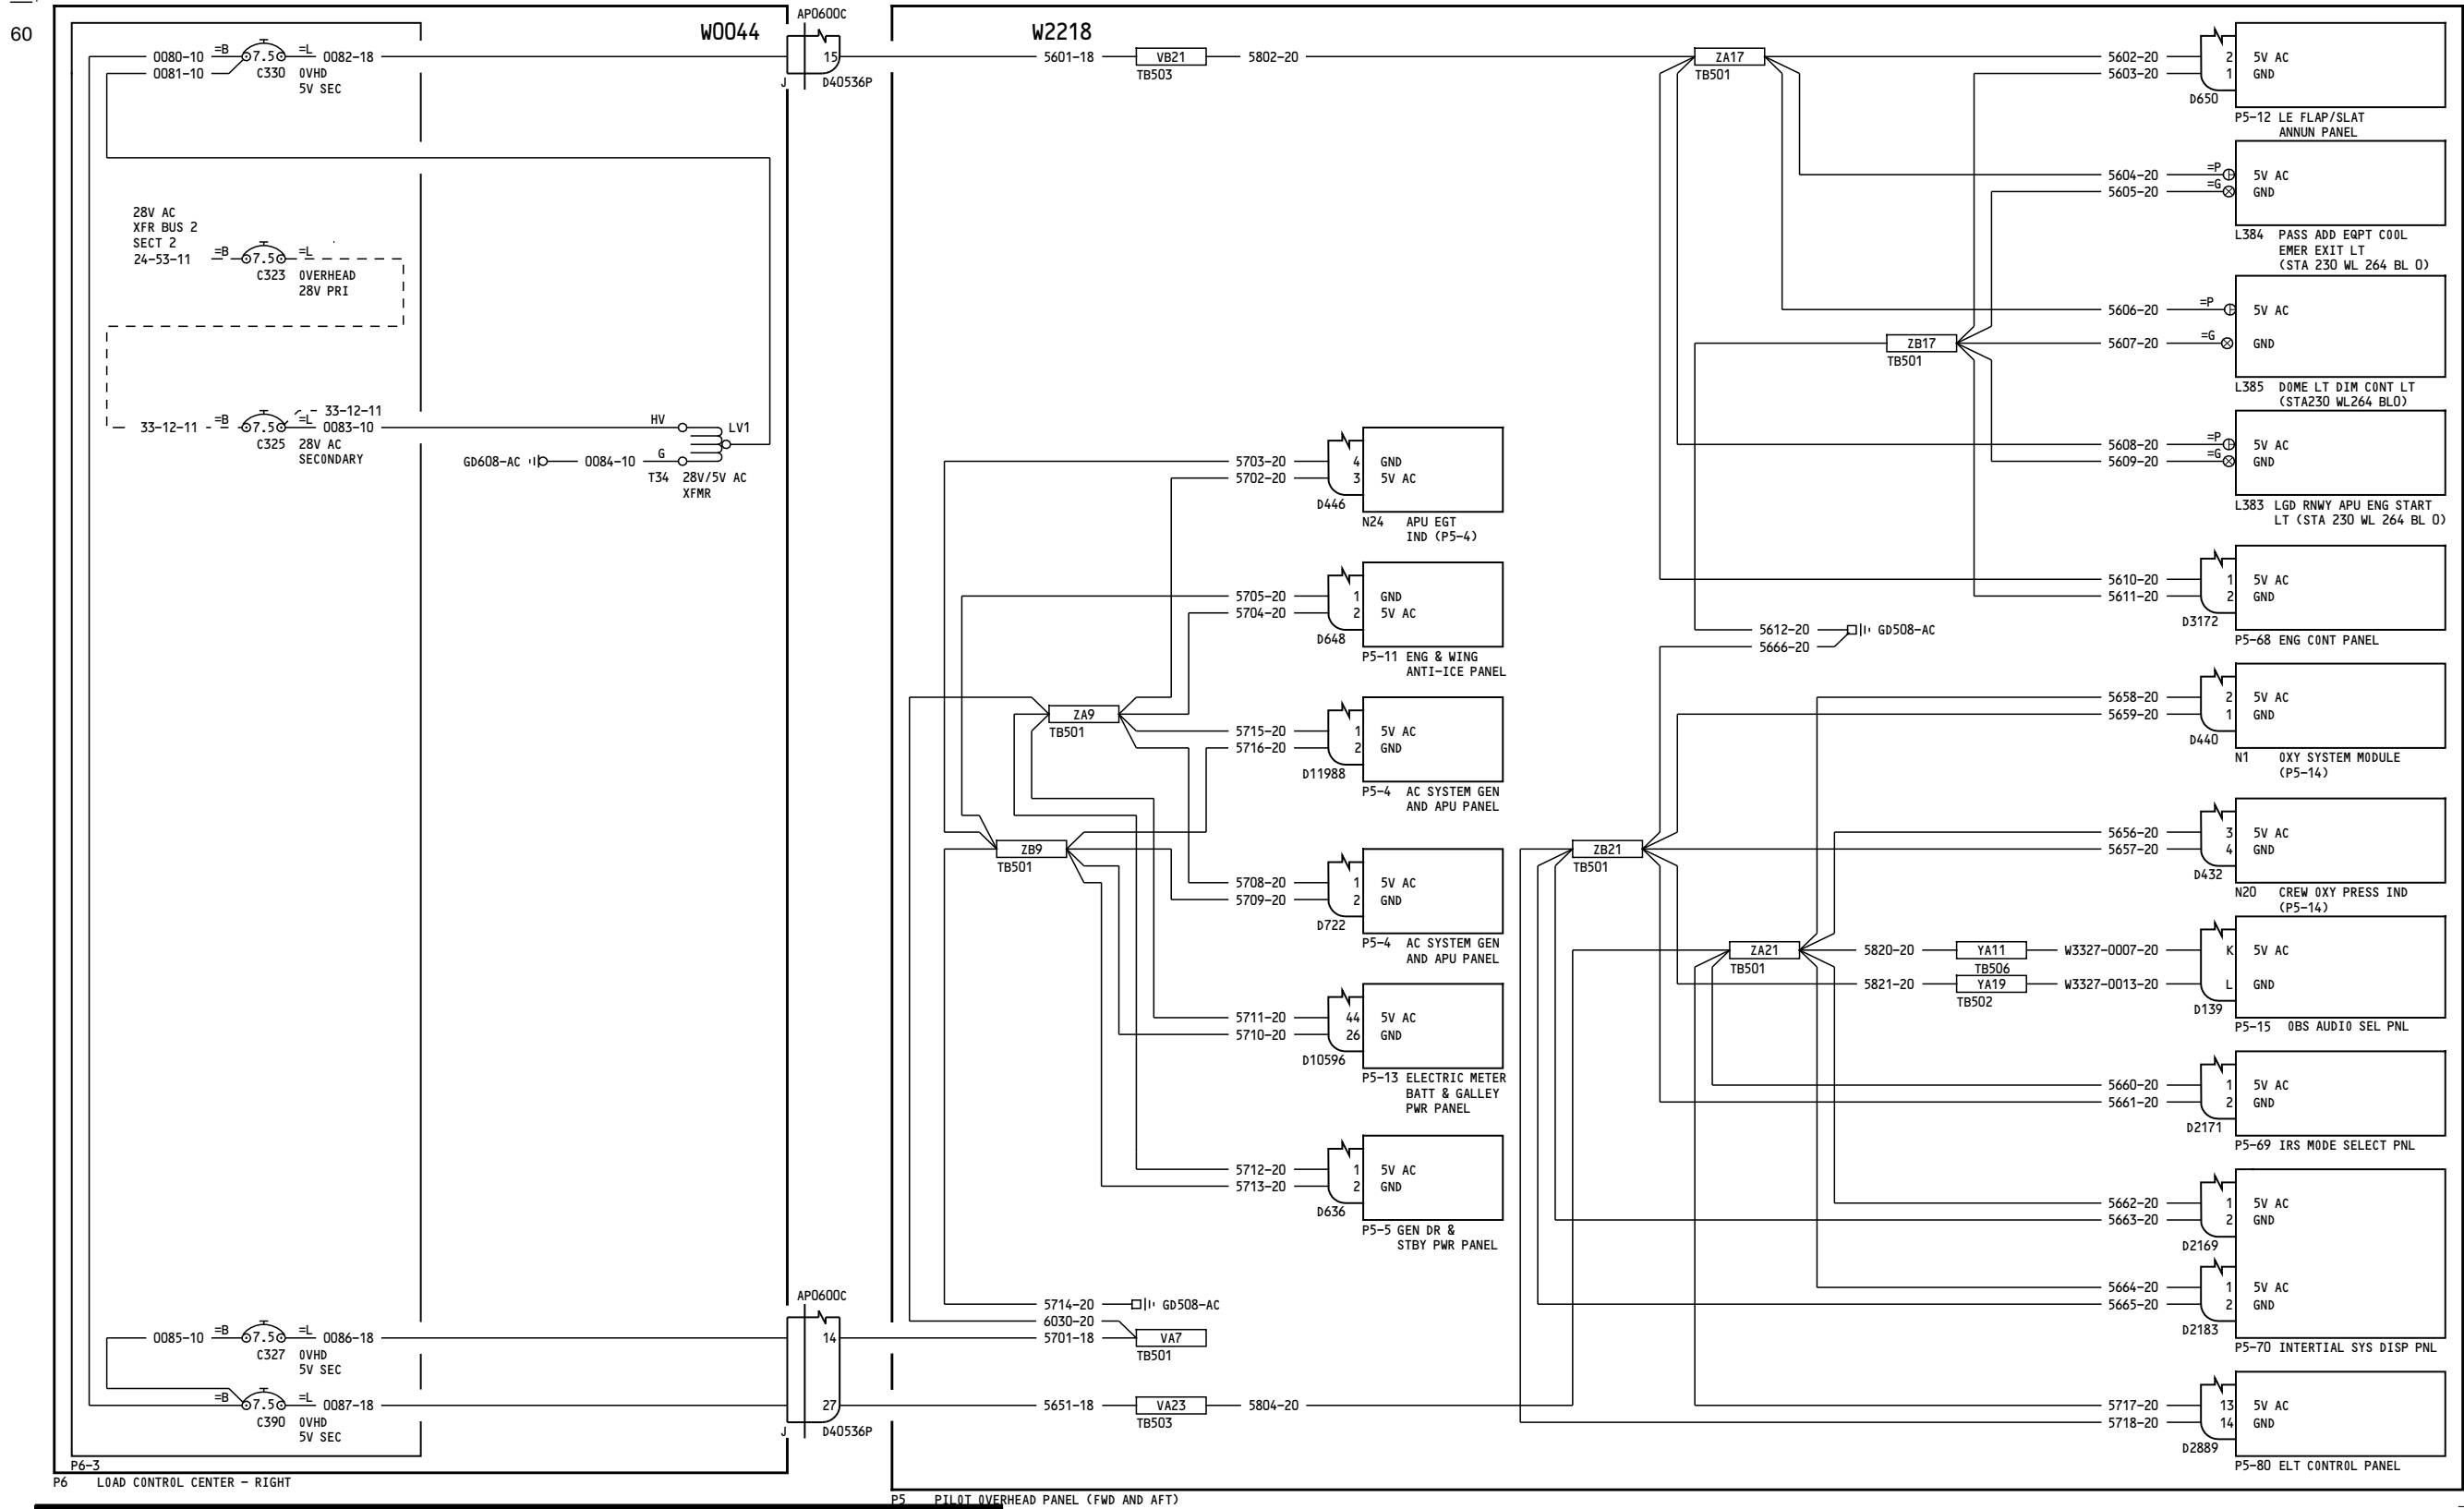 60
W0044
AP0600C
W2218
0080-10 =B 7.5 =L 0082-18
0081-10
C330 OVHD
5V SEC
15
J D40536P
5601-18 VB21 5802-20
TB503
ZA17
TB501
5602-20 2 5V AC
5603-20 1 GND
D650
P5-12 LE FLAP/SLAT
ANNUN PANEL
5604-20 =P 5V AC
5605-20 =G GND
L384 PASS ADD EQPT COOL
EMER EXIT LT
(STA 230 WL 264 BL 0)
28V AC
XFR BUS 2
SECT 2
24-53-11 =B 7.5 =L
C323 OVERHEAD
28V PRI
5606-20 =P 5V AC
5607-20 =G GND
ZB17
TB501
L385 DOME LT DIM CONT LT
(STA230 WL264 BL0)
33-12-11
33-12-11 =B 7.5 =L 0083-10
C325 28V AC
SECONDARY
HV LV1
GD608-AC 0084-10 G
T34 28V/5V AC
XFMR
5608-20 =P 5V AC
5609-20 =G GND
L383 LGD RNWY APU ENG START
LT (STA 230 WL 264 BL 0)
5703-20 4 GND
5702-20 3 5V AC
D446
N24 APU EGT
IND (P5-4)
5705-20 1 GND
5704-20 2 5V AC
D648
P5-11 ENG & WING
ANTI-ICE PANEL
5610-20 1 5V AC
5611-20 2 GND
D3172
P5-68 ENG CONT PANEL
5612-20 GD508-AC
5666-20
ZA9
TB501
5715-20 1 5V AC
5716-20 2 GND
D11988
P5-4 AC SYSTEM GEN
AND APU PANEL
5658-20 2 5V AC
5659-20 1 GND
D440
N1 OXY SYSTEM MODULE
(P5-14)
ZB9
TB501
ZB21
TB501
5656-20 3 5V AC
5657-20 4 GND
D432
N20 CREW OXY PRESS IND
(P5-14)
5708-20 1 5V AC
5709-20 2 GND
D722
P5-4 AC SYSTEM GEN
AND APU PANEL
ZA21
TB501
5820-20 YA11 W3327-0007-20 K 5V AC
TB506
5821-20 YA19 W3327-0013-20 L GND
TB502
D139
P5-15 OBS AUDIO SEL PNL
5711-20 44 5V AC
5710-20 26 GND
D10596
P5-13 ELECTRIC METER
BATT & GALLEY
PWR PANEL
5660-20 1 5V AC
5661-20 2 GND
D2171
P5-69 IRS MODE SELECT PNL
5712-20 1 5V AC
5713-20 2 GND
D636
P5-5 GEN DR &
STBY PWR PANEL
5662-20 1 5V AC
5663-20 2 GND
D2169
5664-20 1 5V AC
5665-20 2 GND
D2183
P5-70 INTERTIAL SYS DISP PNL
AP0600C
5714-20 GD508-AC
6030-20
0085-10 =B 7.5 =L 0086-18 14 5701-18 VA7
TB501
C327 OVHD
5V SEC
=B 7.5 =L 0087-18 27 5651-18 VA23 5804-20
TB503
C390 OVHD
5V SEC
J D40536P
5717-20 13 5V AC
5718-20 14 GND
D2889
P5-80 ELT CONTROL PANEL
P6-3
P6 LOAD CONTROL CENTER - RIGHT
P5 PILOT OVERHEAD PANEL (FWD AND AFT)